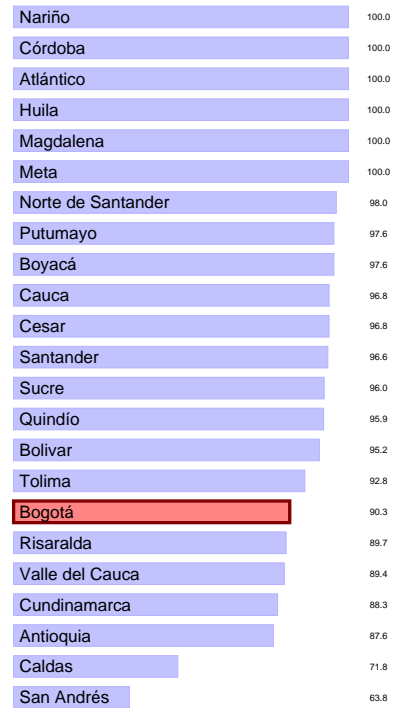 Nariño 100.0
Córdoba 100.0
Atlántico 100.0
Huila 100.0
Magdalena 100.0
Meta 100.0
Norte de Santander 98.0
Putumayo 97.6
Boyacá 97.6
Cauca 96.8
Cesar 96.8
Santander 96.6
Sucre 96.0
Quindío 95.9
Bolivar 95.2
Tolima 92.8
Bogotá 90.3
Risaralda 89.7
Valle del Cauca 89.4
Cundinamarca 88.3
Antioquia 87.6
Caldas 71.8
San Andrés 63.8